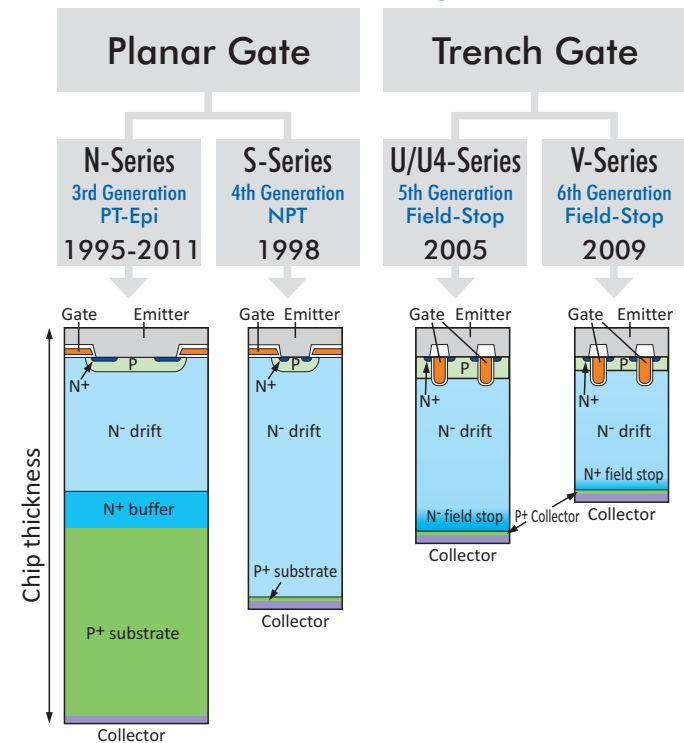 Planar Gate
Trench Gate
N-Series
3rd Generation
PT-Epi
1995-2011
S-Series
4th Generation
NPT
1998
U/U4-Series
5th Generation
Field-Stop
2005
V-Series
6th Generation
Field-Stop
2009
Chip thickness
Gate Emitter
P
N+
N- drift
N+ buffer
P+ substrate
Collector
Gate Emitter
P
N+
N- drift
P+ substrate
Collector
Gate Emitter
P
N+
N- drift
N- field stop
Collector
P+ Collector
Gate Emitter
P
N+
N- drift
N+ field stop
Collector